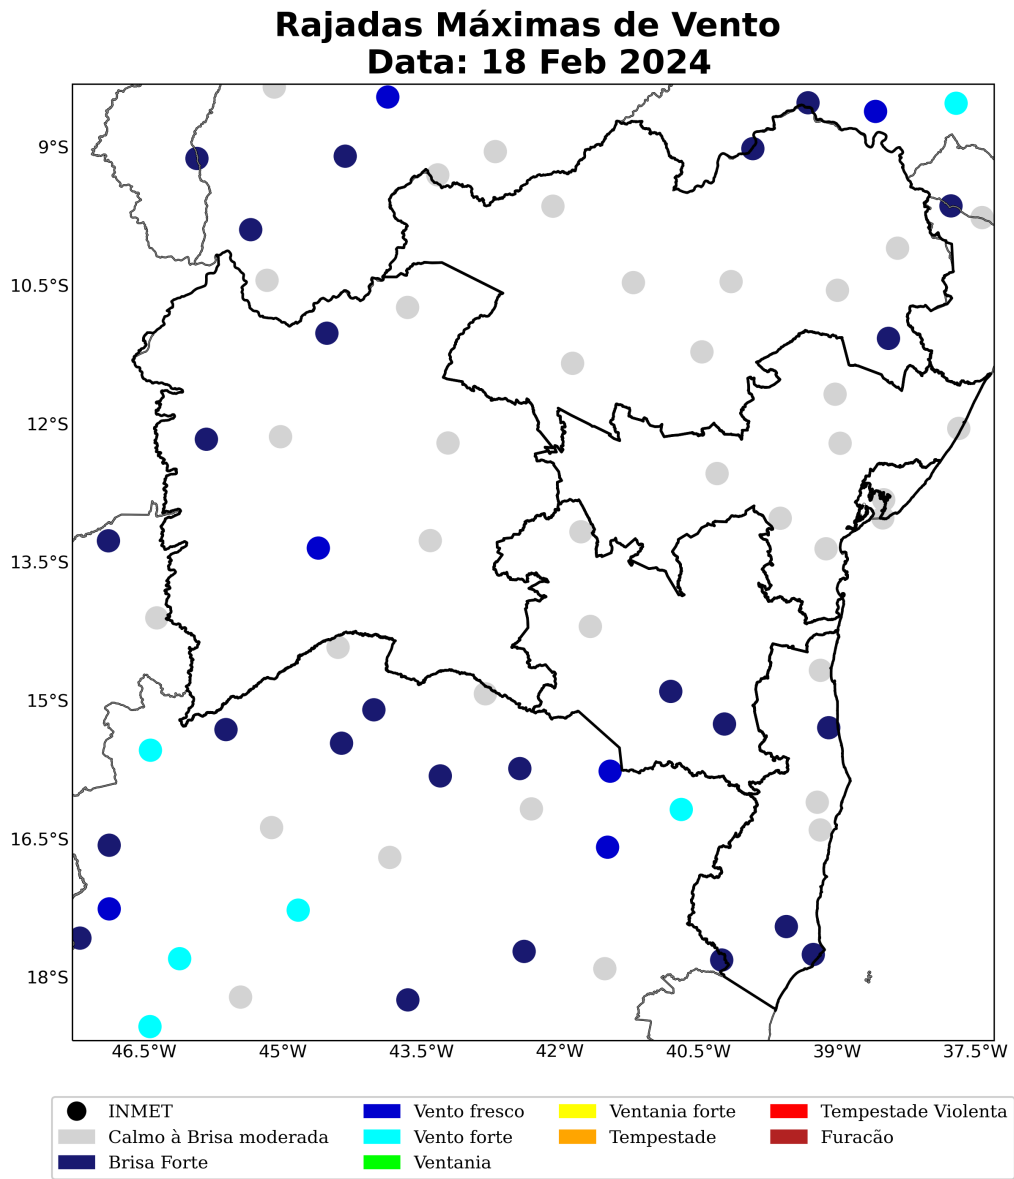 Rajadas Máximas de Vento
Data: 18 Feb 2024
9°S
10.5°S
12°S
13.5°S
15°S
16.5°S
18°S
46.5°W 45°W 43.5°W 42°W 40.5°W 39°W 37.5°W
INMET Vento fresco Ventania forte Tempestade Violenta
Calmo à Brisa moderada Vento forte Tempestade Furacão
Brisa Forte Ventania